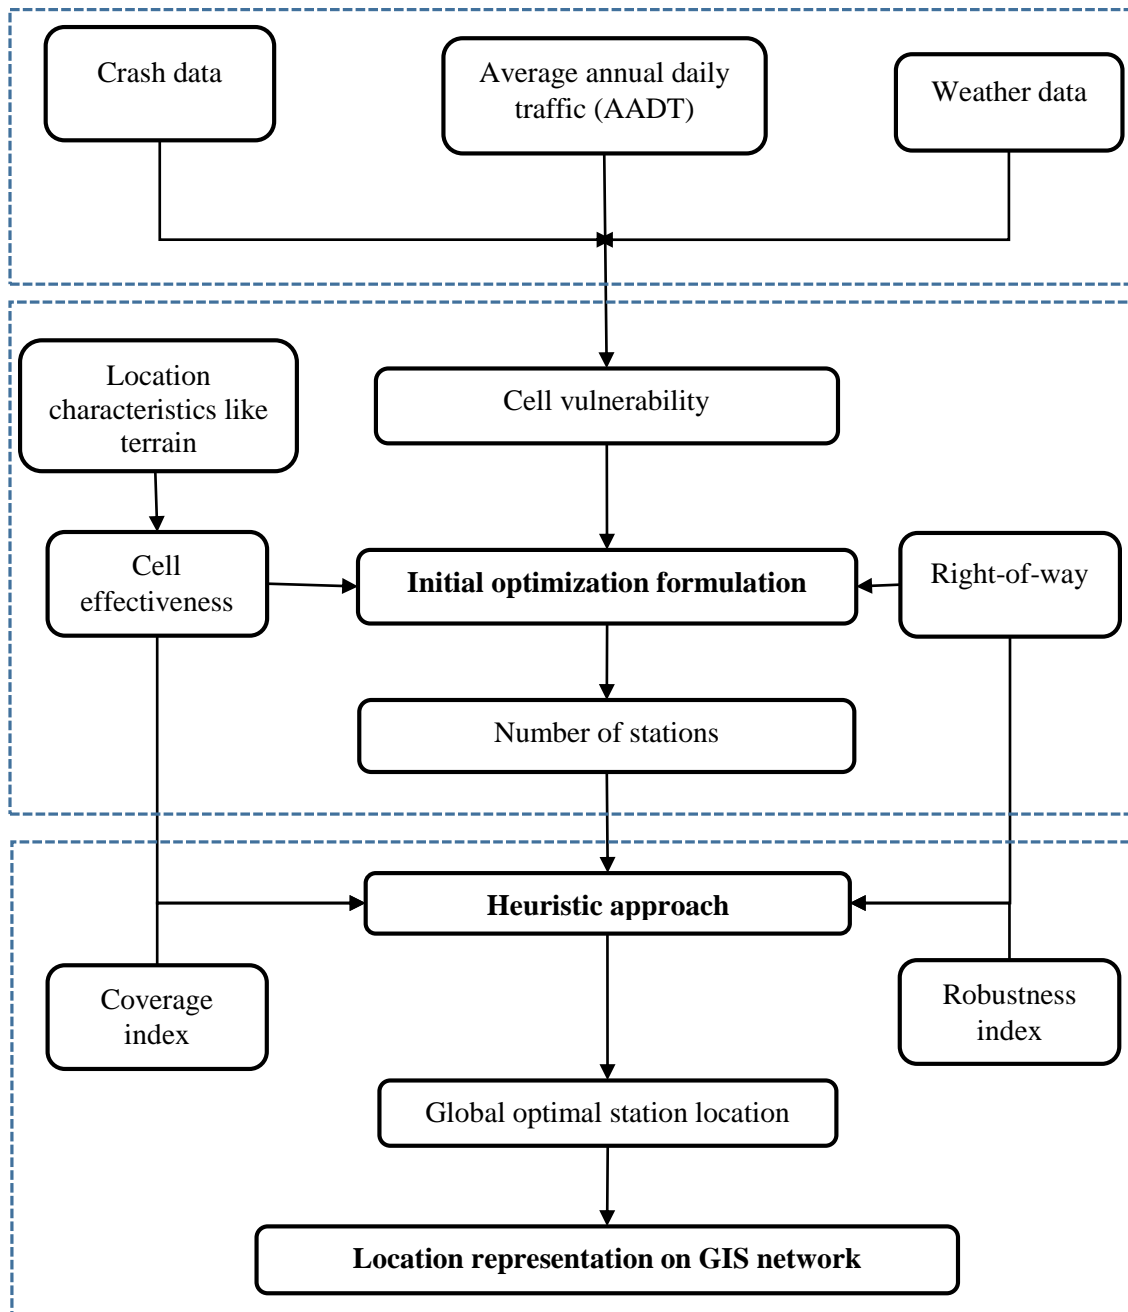 Crash data
Average annual daily
traffic (AADT)
Weather data
Location
characteristics like
terrain
Cell vulnerability
Cell
effectiveness
Initial optimization formulation
Right-of-way
Number of stations
Heuristic approach
Coverage
index
Robustness
index
Global optimal station location
Location representation on GIS network